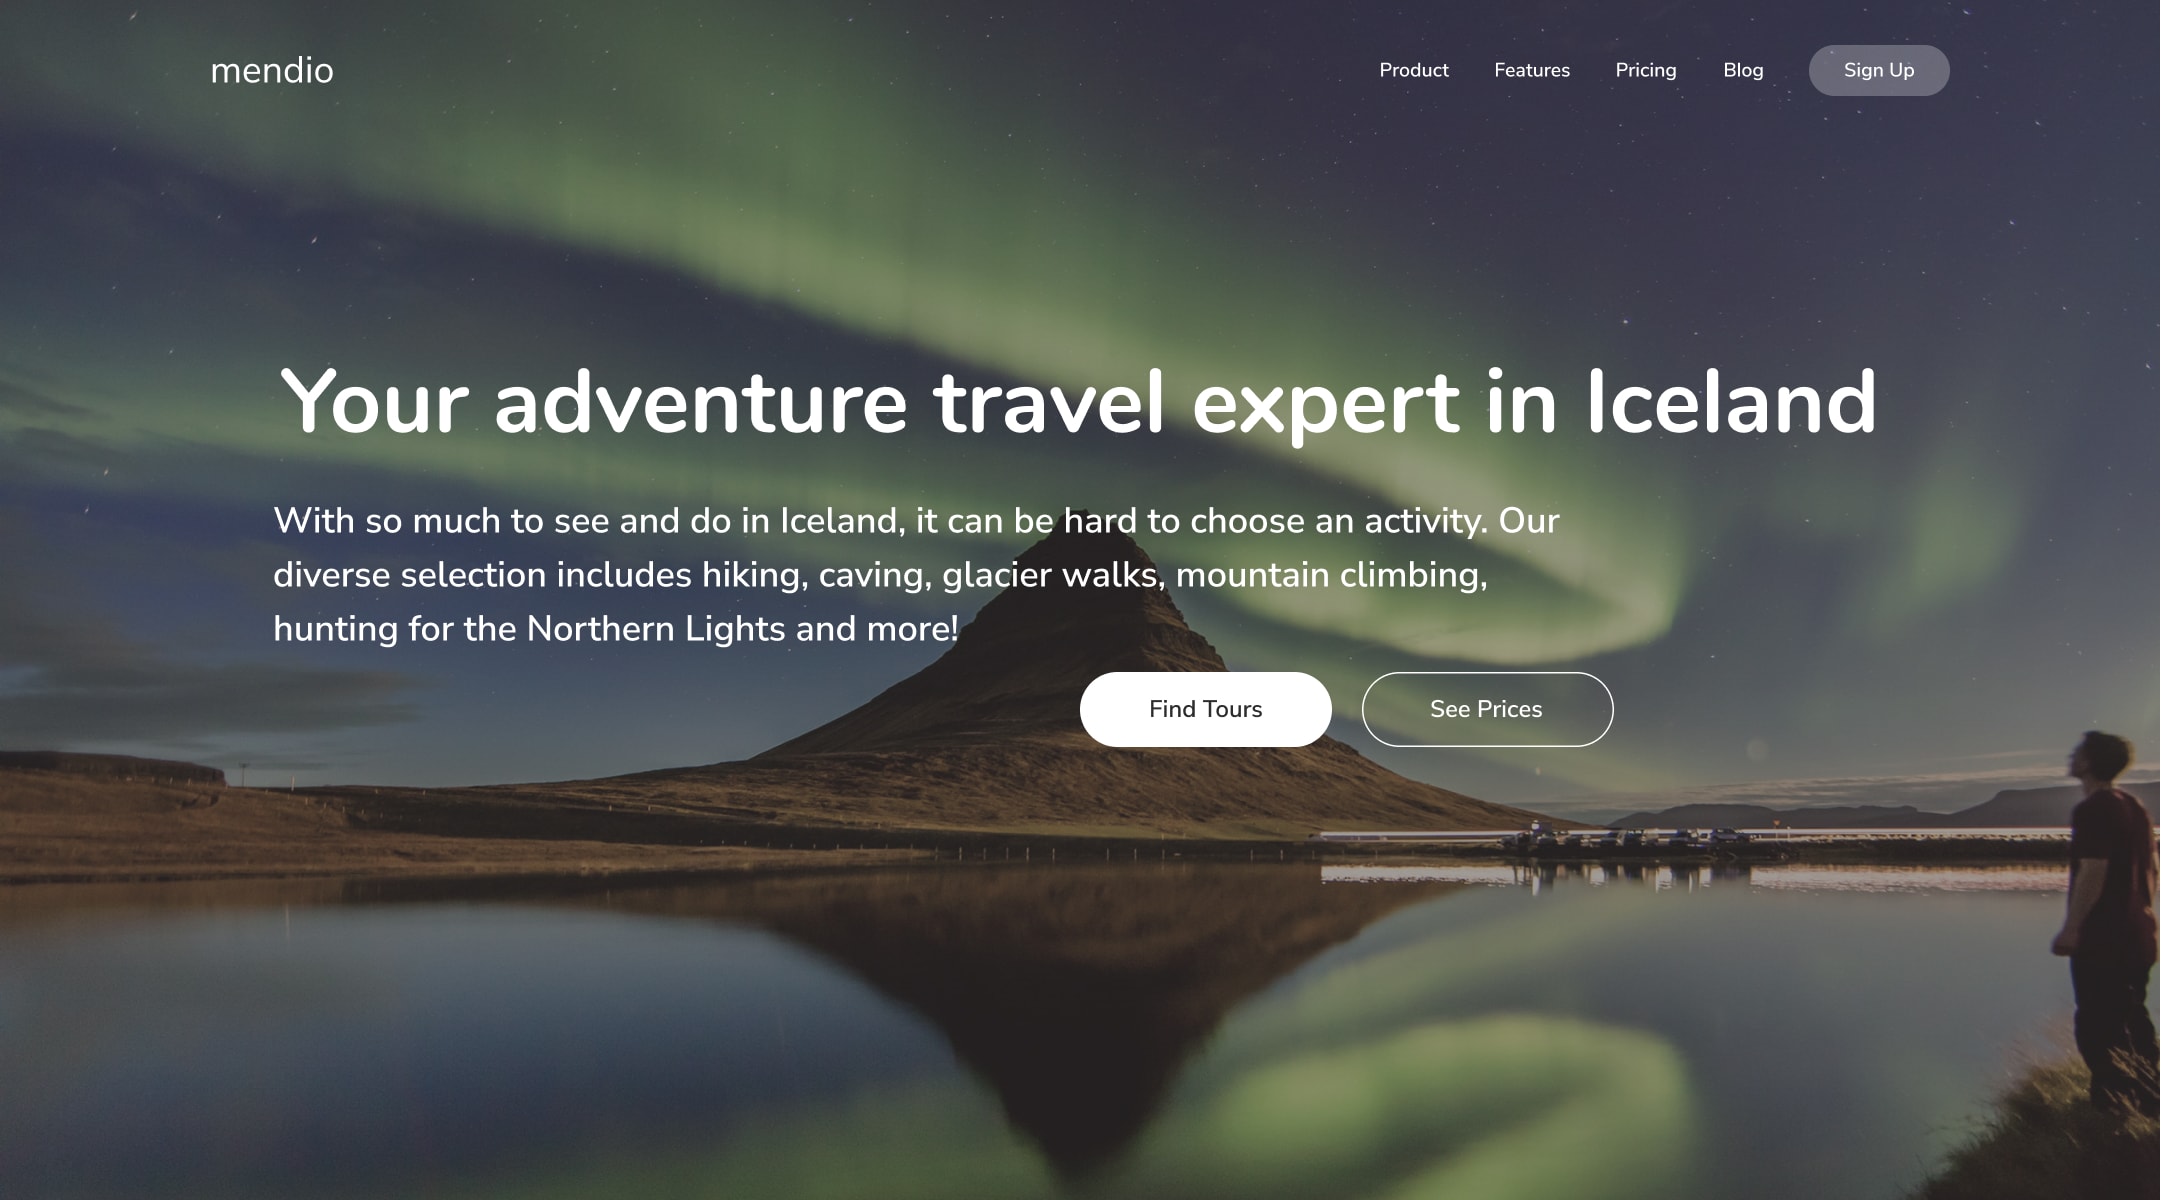 mendio
Product Features Pricing Blog Sign Up
Your adventure travel expert in Iceland
With so much to see and do in Iceland, it can be hard to choose an activity. Our
diverse selection includes hiking, caving, glacier walks, mountain climbing,
hunting for the Northern Lights and more!
Find Tours See Prices